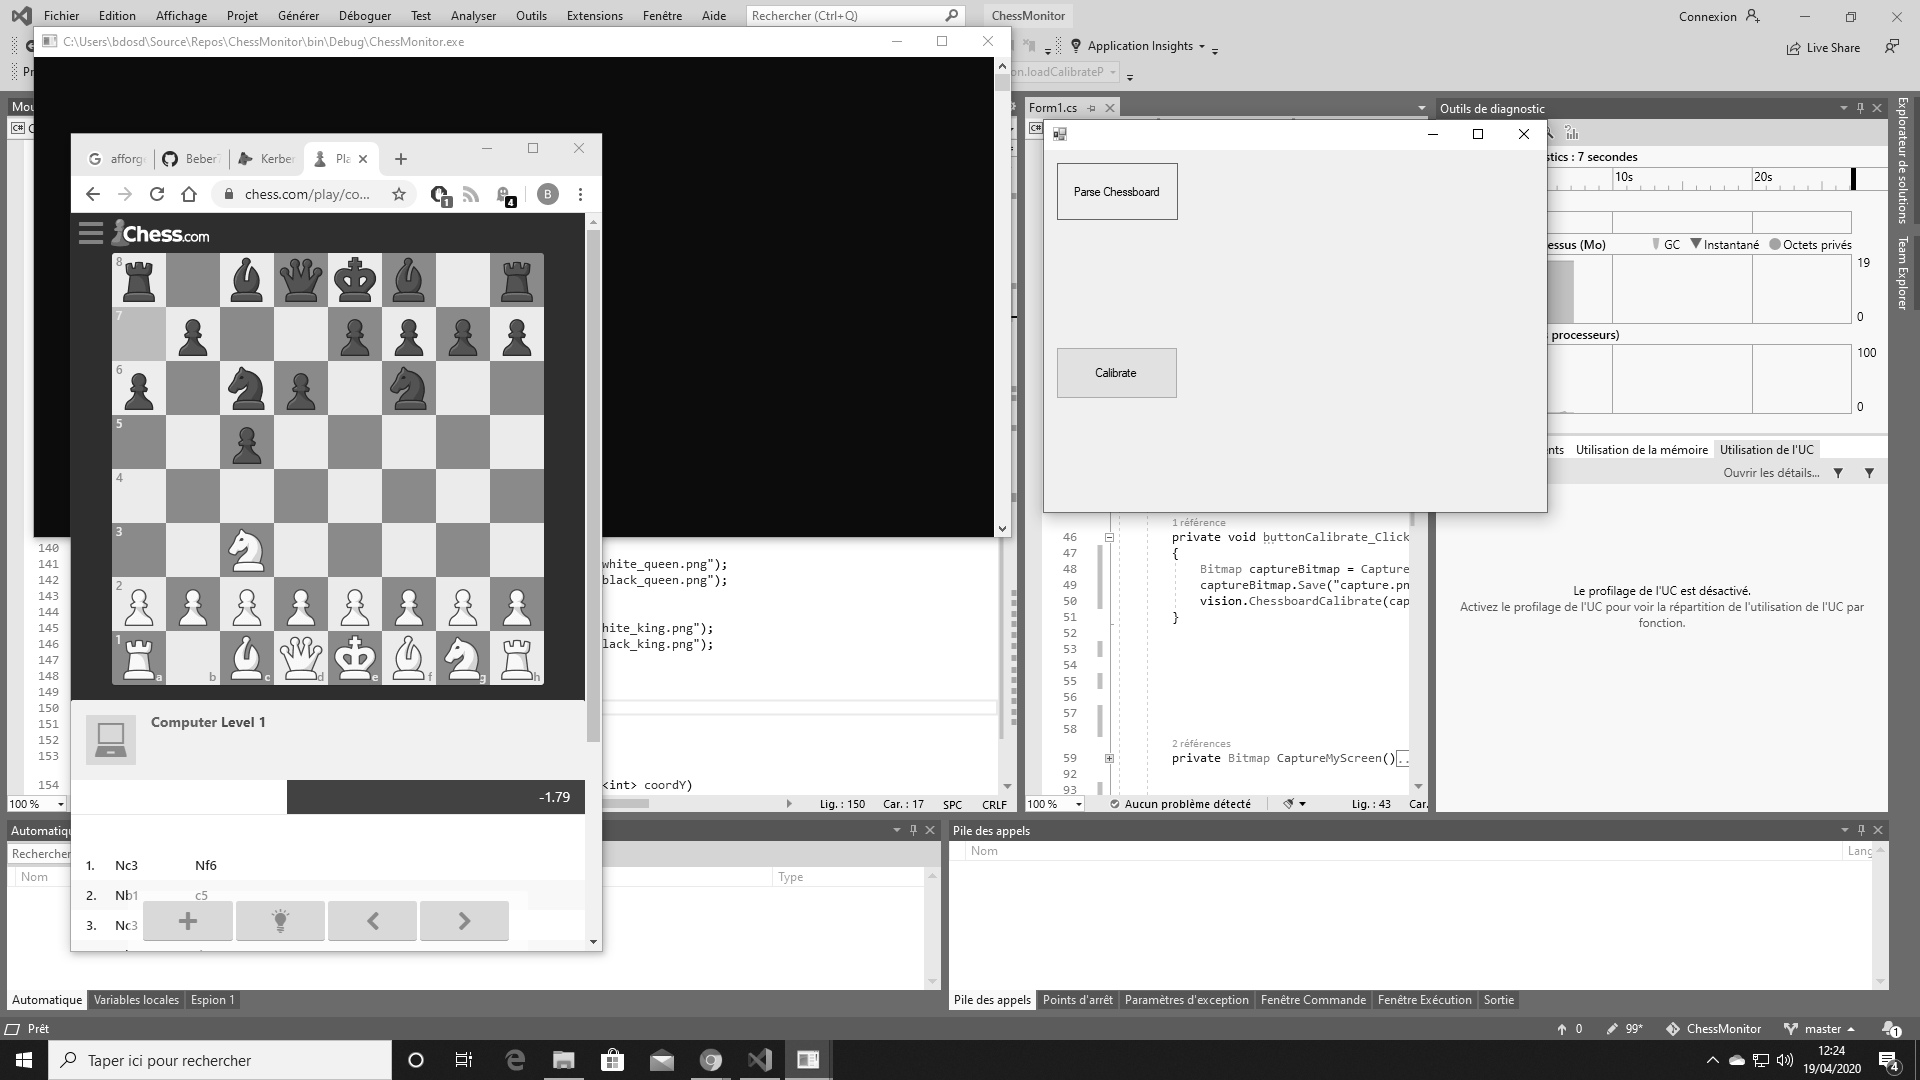 Fichier Edition Affichage Projet Générer Déboguer Test Analyser Outils Extensions Fenêtre Aide Rechercher (Ctrl+Q) ChessMonitor Connexion
C:\Users\bdosd\Source\Repos\ChessMonitor\bin\Debug\ChessMonitor.exe
Application Insights Live Share
on.loadCalibrateP
Form1.cs Outils de diagnostic
Explorateur de solutions
Team Explorer
afforg Beber Kerber Pla
chess.com/play/co... 1 4 B
Chess.com
8
7
6
5
4
3
2
1
a b c d e f g h
Computer Level 1
-1.79
1. Nc3 Nf6
2. Nb1 c5
3. Nc3
Parse Chessboard
Calibrate
stics : 7 secondes
10s 20s
essus (Mo) GC Instantané Octets privés
19
0
processeurs)
100
0
nts Utilisation de la mémoire Utilisation de l'UC
Ouvrir les détails...
Le profilage de l'UC est désactivé.
Activez le profilage de l'UC pour voir la répartition de l'utilisation de l'UC par
fonction.
140
141 white_queen.png");
142 black_queen.png");
143
144
145 hite_king.png");
146 lack_king.png");
147
148
149
150
151
152
153
154 <int> coordY)
100 % Lig. : 150 Car. : 17 SPC CRLF
1 référence
46 private void buttonCalibrate_Click
47 {
48 Bitmap captureBitmap = Capture
49 captureBitmap.Save("capture.pn
50 vision.ChessboardCalibrate(cap
51 }
52
53
54
55
56
57
58
2 références
59 private Bitmap CaptureMyScreen()..
92
93
100 % Aucun problème détecté Lig. : 43 Car.
Automatiqu
Rechercher
Nom Type
Automatique Variables locales Espion 1
Pile des appels
Nom Lang
Pile des appels Points d'arrêt Paramètres d'exception Fenêtre Commande Fenêtre Exécution Sortie
Prêt 0 99* ChessMonitor master 1
Taper ici pour rechercher
12:24
19/04/2020
4